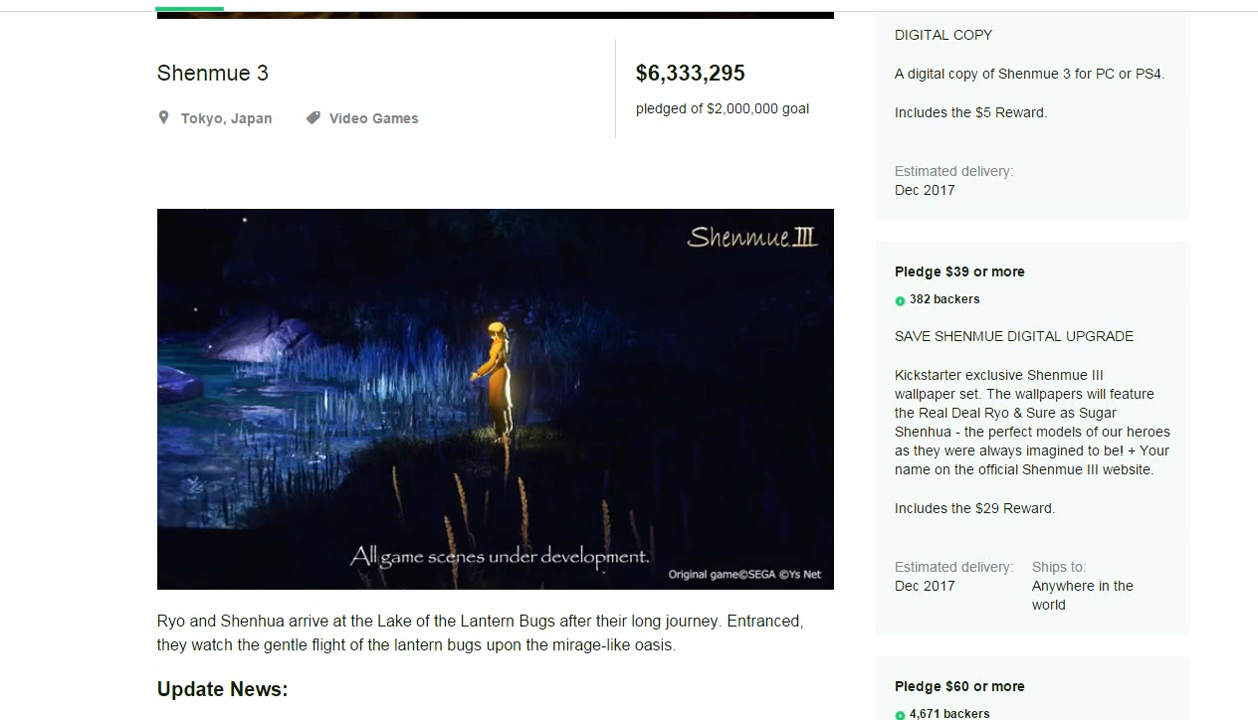 Shenmue 3
Tokyo, Japan
Video Games
$6,333,295
pledged of $2,000,000 goal
Shenmue III
All game scenes under development.
Original game©SEGA ©Ys Net
Ryo and Shenhua arrive at the Lake of the Lantern Bugs after their long journey. Entranced,
they watch the gentle flight of the lantern bugs upon the mirage-like oasis.
Update News:
DIGITAL COPY
A digital copy of Shenmue 3 for PC or PS4.
Includes the $5 Reward.
Estimated delivery:
Dec 2017
Pledge $39 or more
382 backers
SAVE SHENMUE DIGITAL UPGRADE
Kickstarter exclusive Shenmue III
wallpaper set. The wallpapers will feature
the Real Deal Ryo & Sure as Sugar
Shenhua - the perfect models of our heroes
as they were always imagined to be! + Your
name on the official Shenmue III website.
Includes the $29 Reward.
Estimated delivery:
Dec 2017
Ships to:
Anywhere in the
world
Pledge $60 or more
4,671 backers